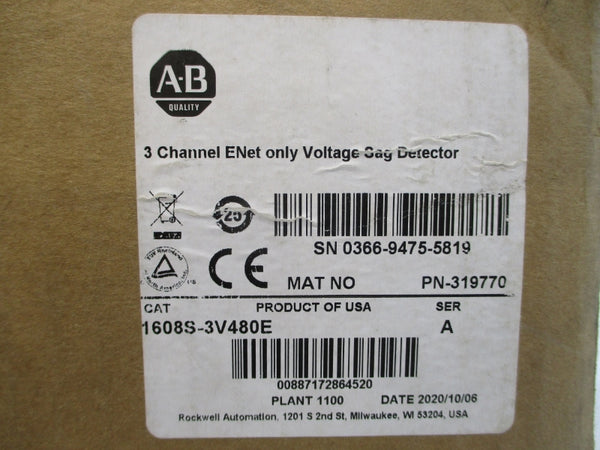 A-B
QUALITY
3 Channel ENet only Voltage Sag Detector
25
SN 0366-9475-5819
CE
MAT NO PN-319770
CAT PRODUCT OF USA SER
1608S-3V480E A
00887172864520
PLANT 1100 DATE 2020/10/06
Rockwell Automation, 1201 S 2nd St, Milwaukee, WI 53204, USA